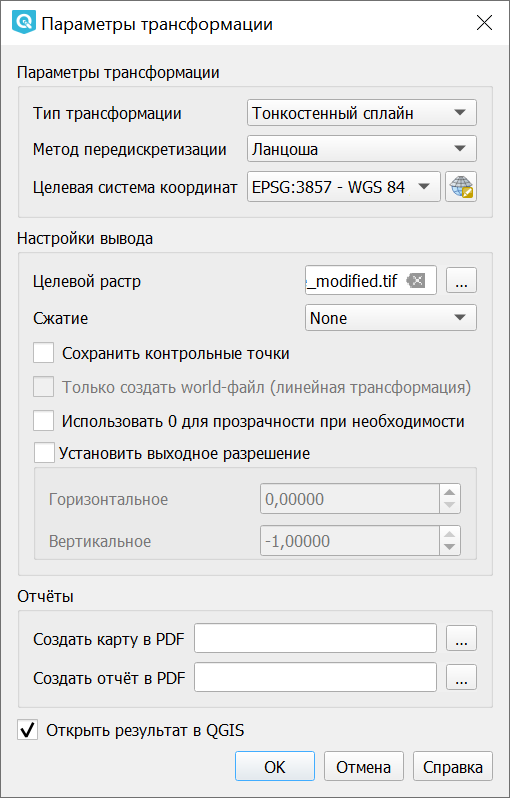 Параметры трансформации
Параметры трансформации
Тип трансформации Тонкостенный сплайн
Метод передискретизации Ланцоша
Целевая система координат EPSG:3857 - WGS 84
Настройки вывода
Целевой растр _modified.tif ...
Сжатие None
Сохранить контрольные точки
Только создать world-файл (линейная трансформация)
Использовать 0 для прозрачности при необходимости
Установить выходное разрешение
Горизонтальное 0,00000
Вертикальное -1,00000
Отчёты
Создать карту в PDF ...
Создать отчёт в PDF ...
Открыть результат в QGIS
OK Отмена Справка